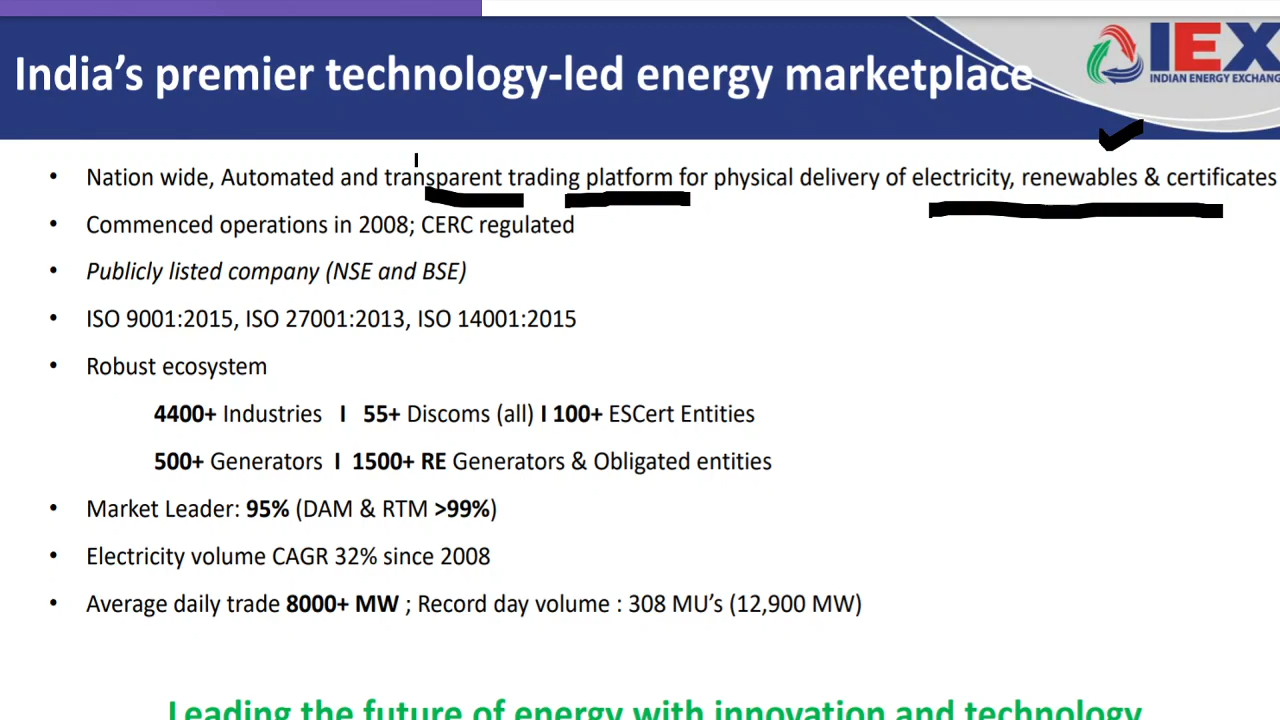 India's premier technology-led energy marketplace
IEX
INDIAN ENERGY EXCHANG
• Nation wide, Automated and transparent trading platform for physical delivery of electricity, renewables & certificates
• Commenced operations in 2008; CERC regulated
• Publicly listed company (NSE and BSE)
• ISO 9001:2015, ISO 27001:2013, ISO 14001:2015
• Robust ecosystem
4400+ Industries I 55+ Discoms (all) I 100+ ESCert Entities
500+ Generators I 1500+ RE Generators & Obligated entities
• Market Leader: 95% (DAM & RTM >99%)
• Electricity volume CAGR 32% since 2008
• Average daily trade 8000+ MW ; Record day volume : 308 MU's (12,900 MW)
Leading the future of energy with innovation and technology